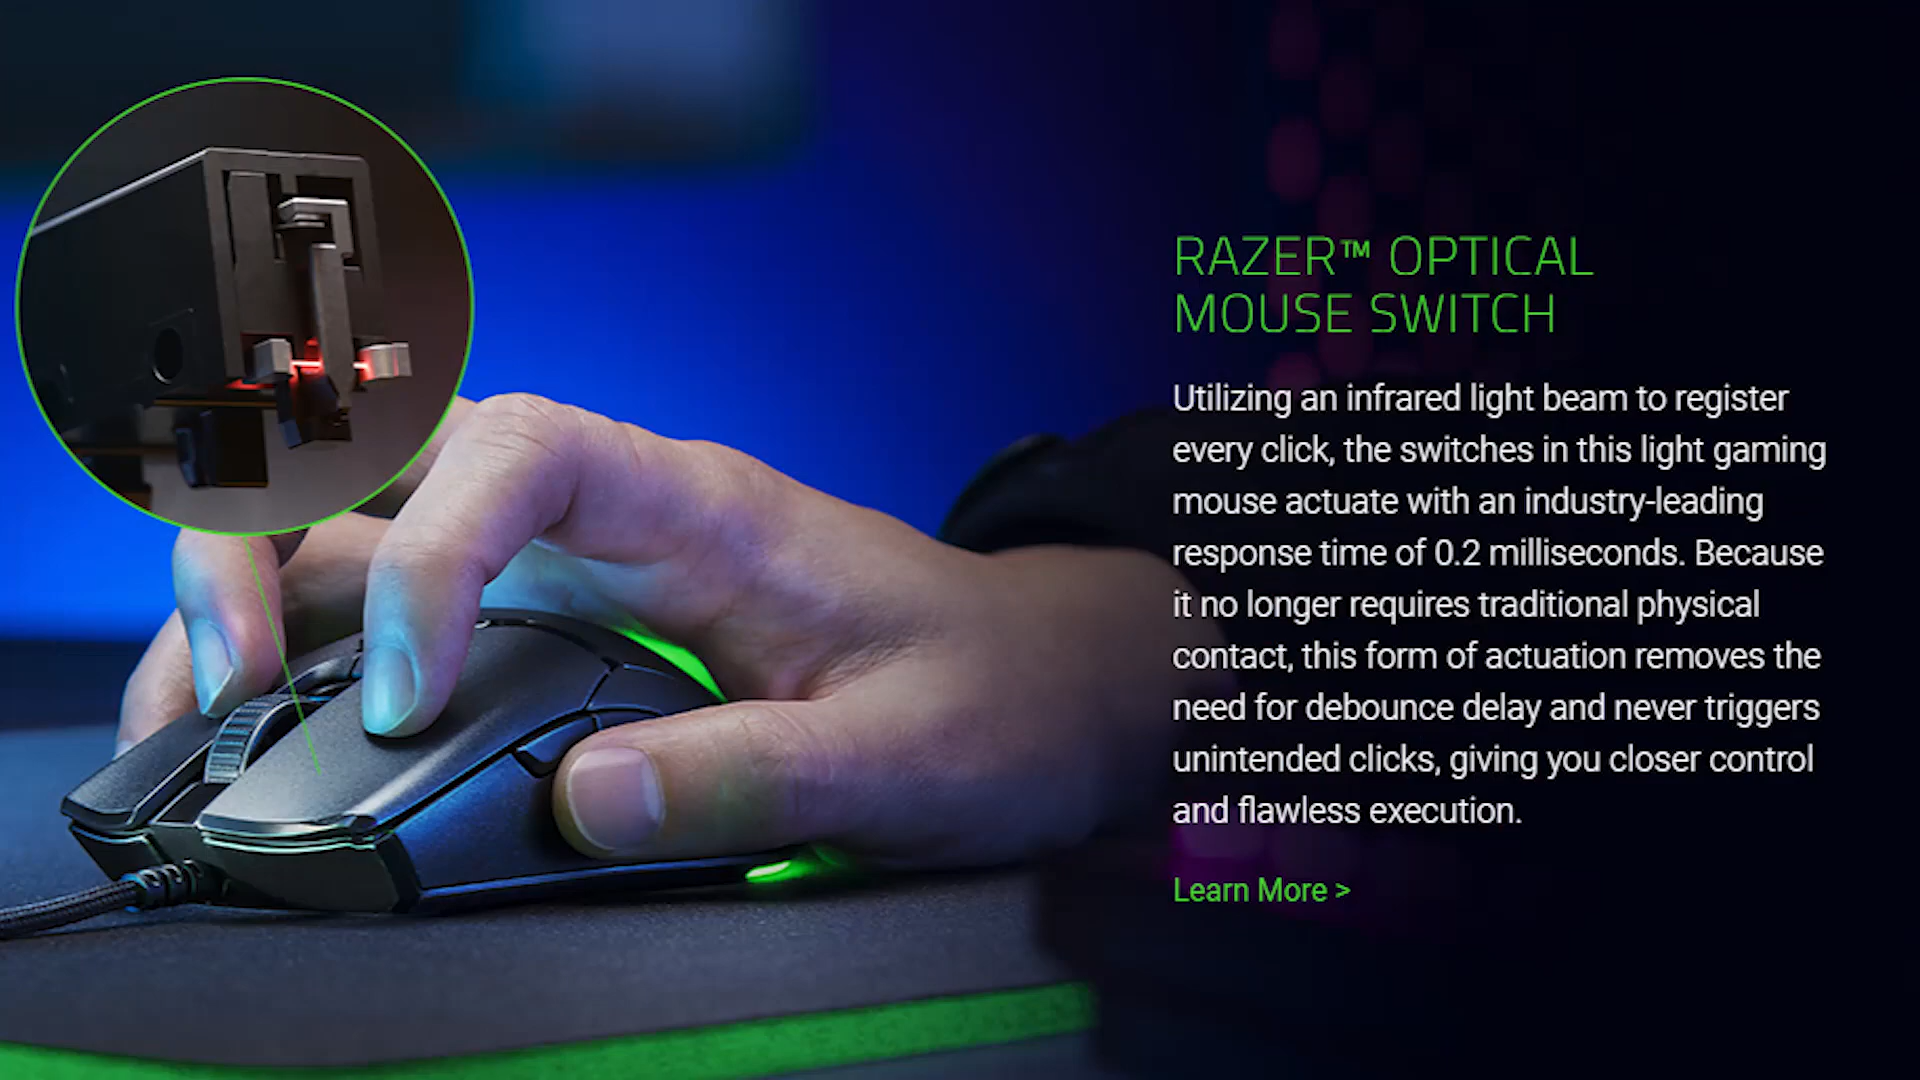 RAZER™ OPTICAL
MOUSE SWITCH
Utilizing an infrared light beam to register
every click, the switches in this light gaming
mouse actuate with an industry-leading
response time of 0.2 milliseconds. Because
it no longer requires traditional physical
contact, this form of actuation removes the
need for debounce delay and never triggers
unintended clicks, giving you closer control
and flawless execution.
Learn More >